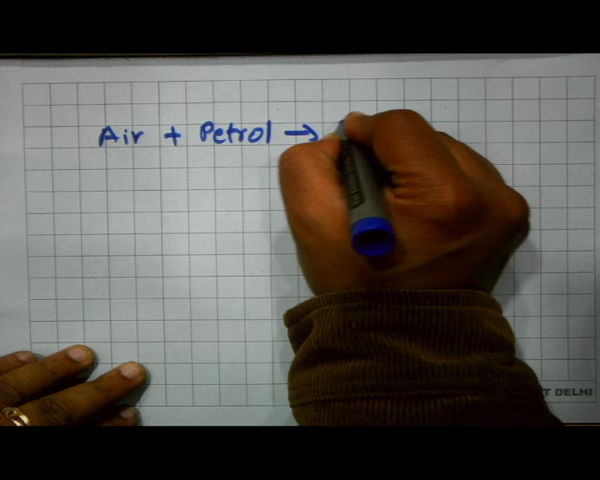 Air + Petrol →
T DELHI